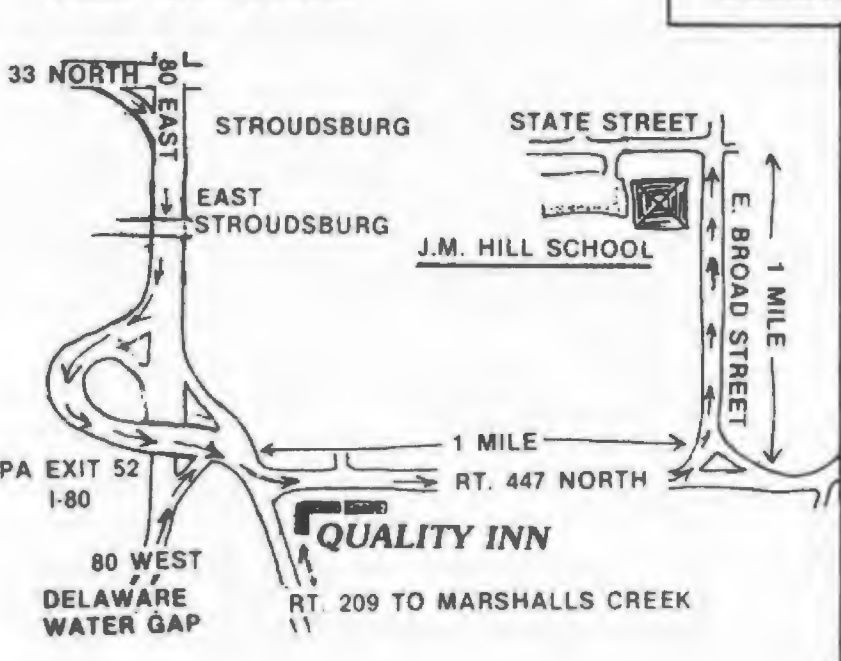 33 NORTH
80 EAST
STROUDSBURG
STATE STREET
EAST
STROUDSBURG
J.M. HILL SCHOOL
E. BROAD STREET
1 MILE
1 MILE
PA EXIT 52
I-80
RT. 447 NORTH
QUALITY INN
80 WEST
DELAWARE
WATER GAP
RT. 209 TO MARSHALLS CREEK